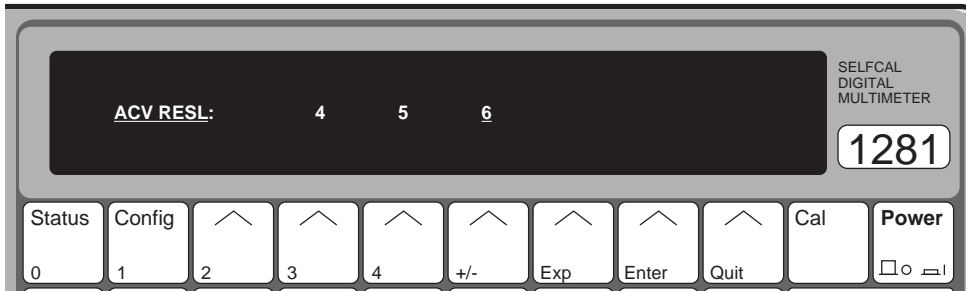 SELFCAL
DIGITAL
MULTIMETER
ACV RESL: 4 5 6
1281
Status Config Cal Power
0 1 2 3 4 +/- Exp Enter Quit